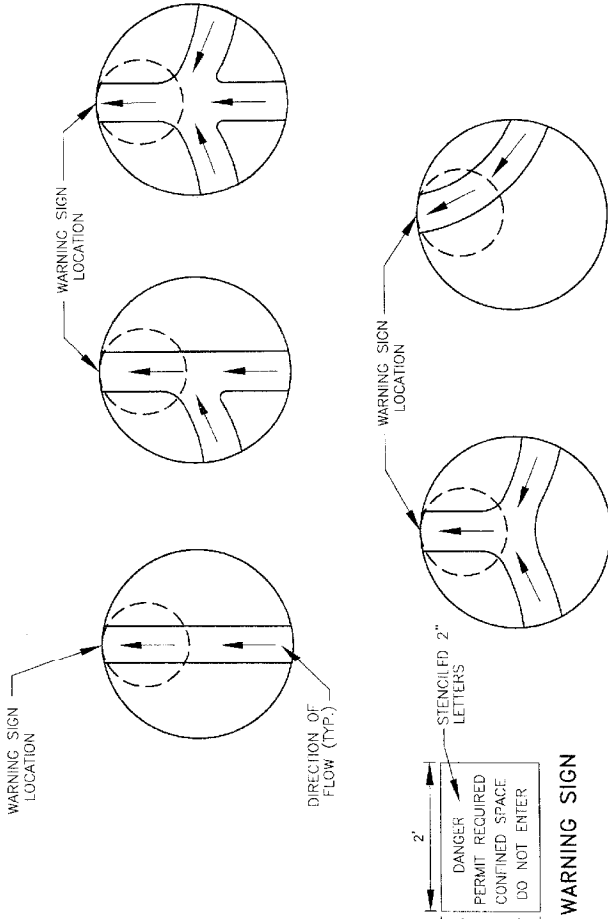 WARNING SIGN
LOCATION
WARNING SIGN
LOCATION
DIRECTION OF
FLOW (TYP.)
WARNING SIGN
LOCATION
2'
STENCILED 2"
LETTERS
DANGER
PERMIT REQUIRED
CONFINED SPACE
DO NOT ENTER
WARNING SIGN